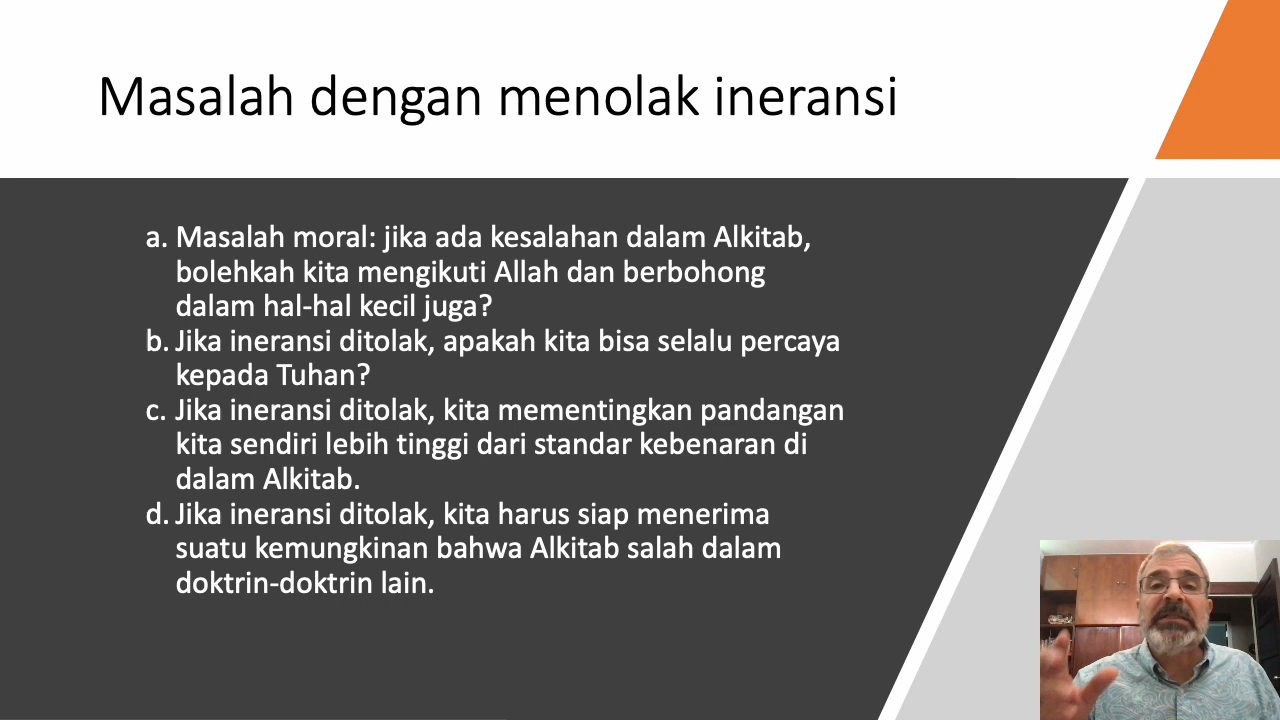 Masalah dengan menolak ineransi
a. Masalah moral: jika ada kesalahan dalam Alkitab,
bolehkah kita mengikuti Allah dan berbohong
dalam hal-hal kecil juga?
b. Jika ineransi ditolak, apakah kita bisa selalu percaya
kepada Tuhan?
c. Jika ineransi ditolak, kita mementingkan pandangan
kita sendiri lebih tinggi dari standar kebenaran di
dalam Alkitab.
d. Jika ineransi ditolak, kita harus siap menerima
suatu kemungkinan bahwa Alkitab salah dalam
doktrin-doktrin lain.